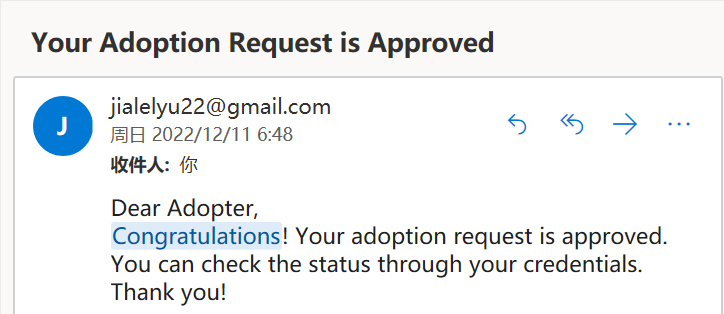 Your Adoption Request is Approved
J
jialelyu22@gmail.com
周日 2022/12/11 6:48
收件人: 你
Dear Adopter,
Congratulations! Your adoption request is approved.
You can check the status through your credentials.
Thank you!